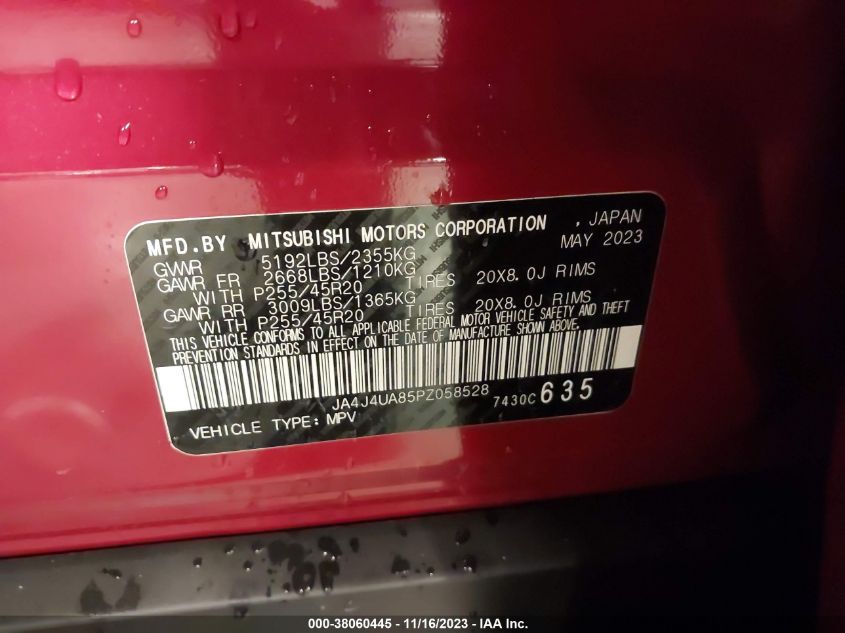 MFD.BY MITSUBISHI MOTORS CORPORATION , JAPAN
MAY 2023
GVWR 5192LBS/2355KG
GAWR FR 2668LBS/1210KG
WITH P255/45R20 TIRES 20X8.0J RIMS
GAWR RR 3009LBS/1365KG
WITH P255/45R20 TIRES 20X8.0J RIMS
THIS VEHICLE CONFORMS TO ALL APPLICABLE FEDERAL MOTOR VEHICLE SAFETY AND THEFT
PREVENTION STANDARDS IN EFFECT ON THE DATE OF MANUFACTURE SHOWN ABOVE.
JA4J4UA85PZ058528
7430C 635
VEHICLE TYPE: MPV
000-38060445 - 11/16/2023 - IAA Inc.